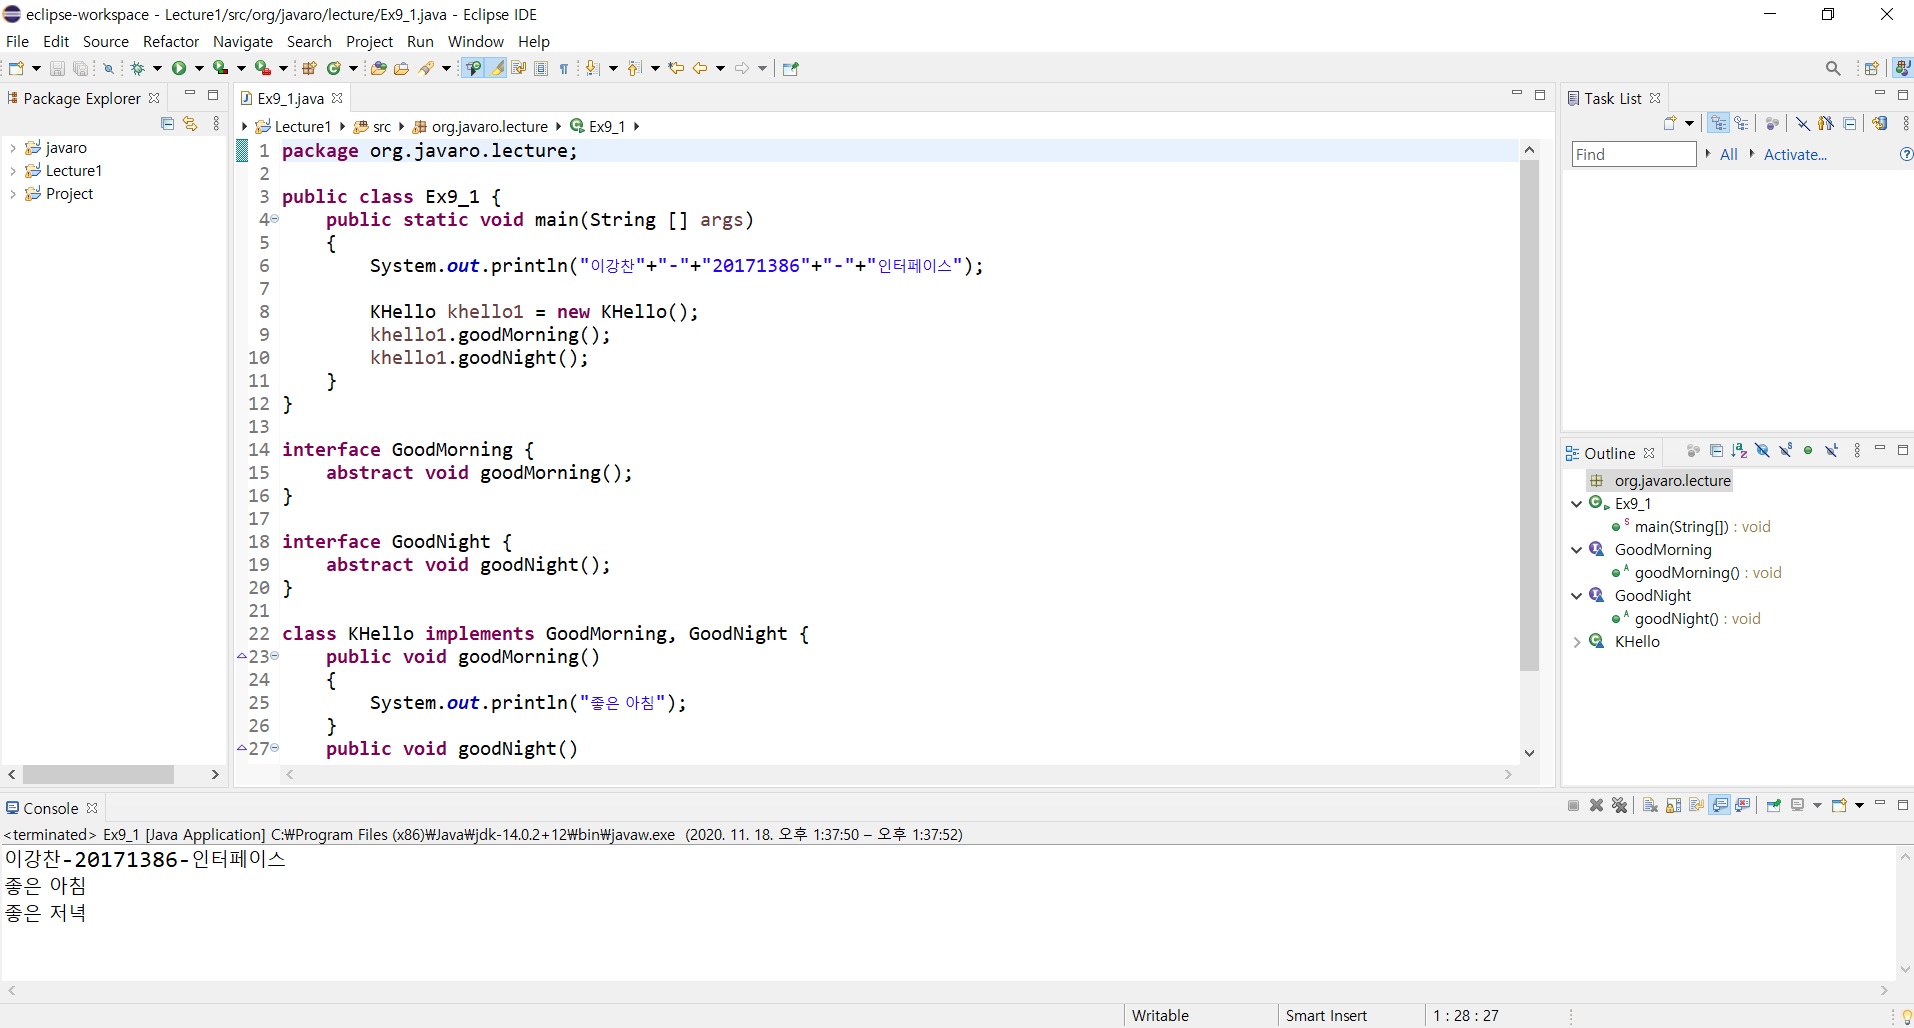 eclipse-workspace - Lecture1/src/org/javaro/lecture/Ex9_1.java - Eclipse IDE
File Edit Source Refactor Navigate Search Project Run Window Help
Package Explorer
javaro
Lecture1
Project
Ex9_1.java
Lecture1 src org.javaro.lecture Ex9_1
1 package org.javaro.lecture;
2
3 public class Ex9_1 {
4 public static void main(String [] args)
5 {
6 System.out.println("이강찬"+"-"+"20171386"+"-"+"인터페이스");
7
8 KHello khello1 = new KHello();
9 khello1.goodMorning();
10 khello1.goodNight();
11 }
12 }
13
14 interface GoodMorning {
15 abstract void goodMorning();
16 }
17
18 interface GoodNight {
19 abstract void goodNight();
20 }
21
22 class KHello implements GoodMorning, GoodNight {
23 public void goodMorning()
24 {
25 System.out.println("좋은 아침");
26 }
27 public void goodNight()
Task List
Find All Activate...
Outline
org.javaro.lecture
Ex9_1
main(String[]) : void
GoodMorning
goodMorning() : void
GoodNight
goodNight() : void
KHello
Console
<terminated> Ex9_1 [Java Application] C:₩Program Files (x86)₩Java₩jdk-14.0.2+12₩bin₩javaw.exe (2020. 11. 18. 오후 1:37:50 – 오후 1:37:52)
이강찬-20171386-인터페이스
좋은 아침
좋은 저녁
Writable Smart Insert 1 : 28 : 27